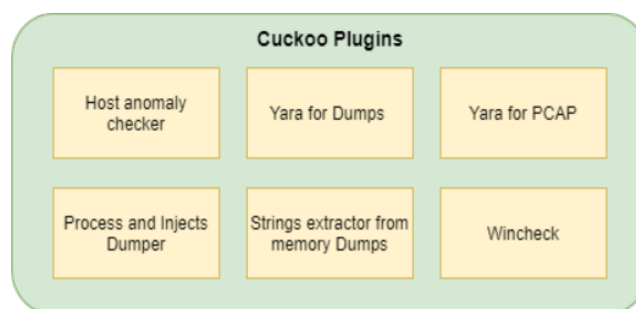 Cuckoo Plugins
Host anomaly
checker
Yara for Dumps
Yara for PCAP
Process and Injects
Dumper
Strings extractor from
memory Dumps
Wincheck